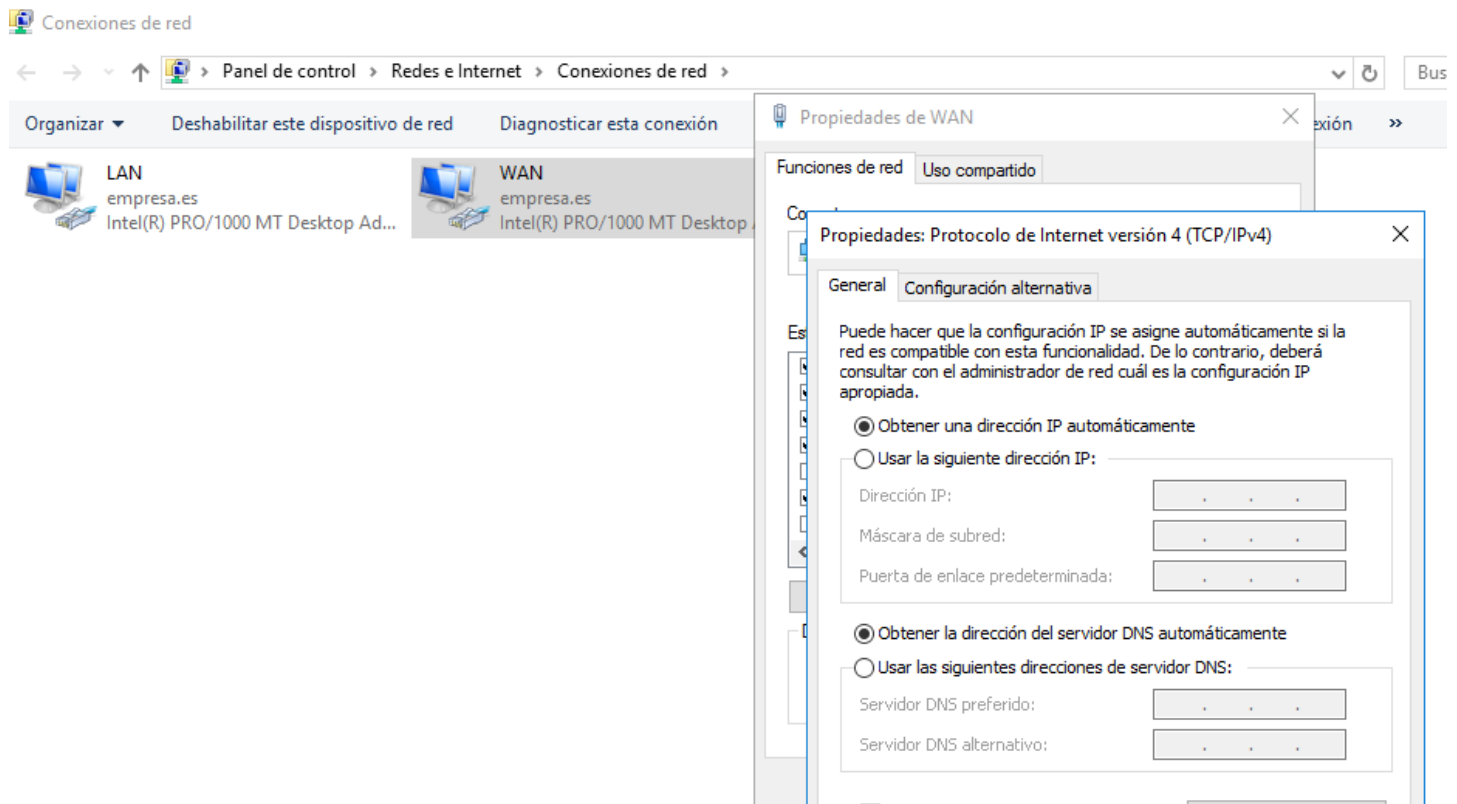 Conexiones de red
Panel de control > Redes e Internet > Conexiones de red >
Bus
Organizar
Deshabilitar este dispositivo de red
Diagnosticar esta conexión
exión
»
LAN
empresa.es
Intel(R) PRO/1000 MT Desktop Ad...
WAN
empresa.es
Intel(R) PRO/1000 MT Desktop
Propiedades de WAN
Funciones de red
Uso compartido
Propiedades: Protocolo de Internet versión 4 (TCP/IPv4)
General
Configuración alternativa
Puede hacer que la configuración IP se asigne automáticamente si la
red es compatible con esta funcionalidad. De lo contrario, deberá
consultar con el administrador de red cuál es la configuración IP
apropiada.
Obtener una dirección IP automáticamente
Usar la siguiente dirección IP:
Dirección IP:
Máscara de subred:
Puerta de enlace predeterminada:
Obtener la dirección del servidor DNS automáticamente
Usar las siguientes direcciones de servidor DNS:
Servidor DNS preferido:
Servidor DNS alternativo: